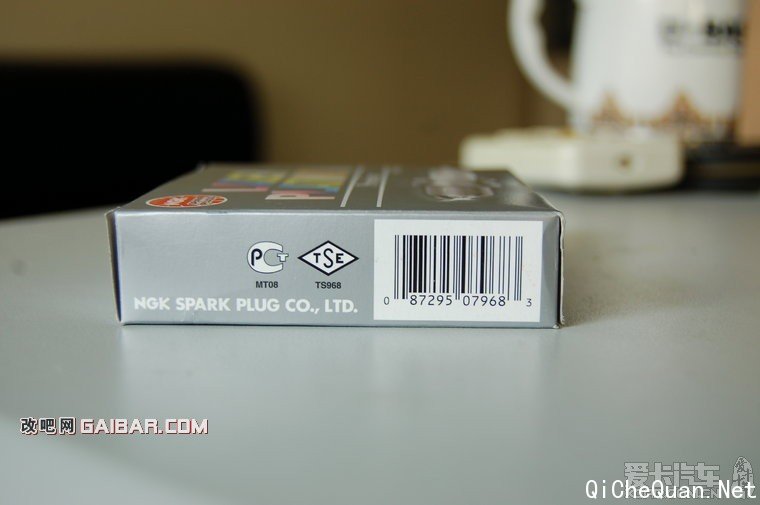 PCT
TSE
MT08
TS968
NGK SPARK PLUG CO., LTD.
0 87295 07968 3
改吧网 GAIBAR.COM
爱卡汽车
QiCheQuan.Net